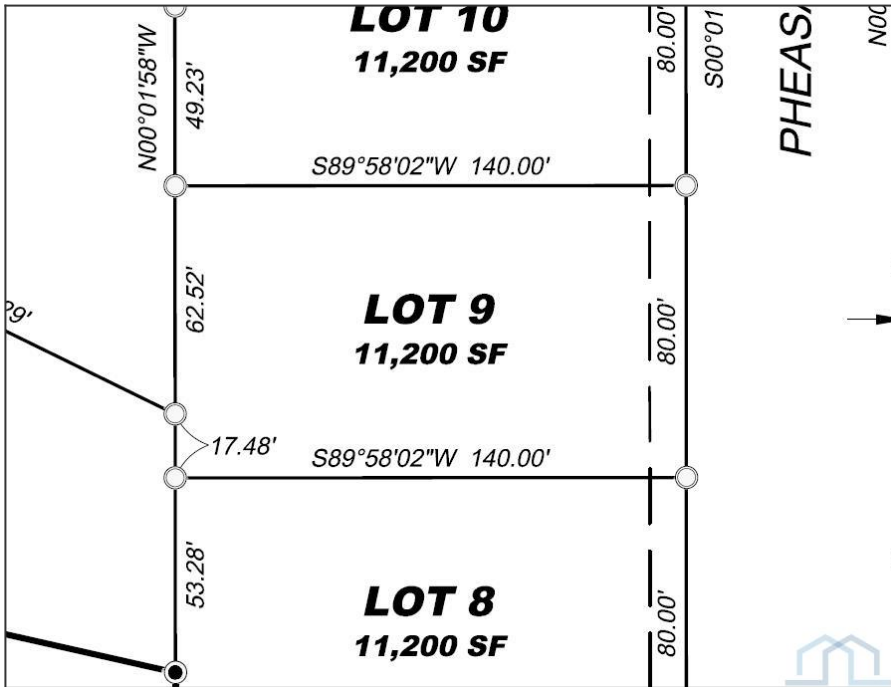 LOT 10
11,200 SF
N00°01'58"W
49.23'
80.00'
S00°01
N00
S89°58'02"W 140.00'
62.52'
LOT 9
11,200 SF
80.00'
29'
17.48'
S89°58'02"W 140.00'
53.28'
LOT 8
11,200 SF
80.00'